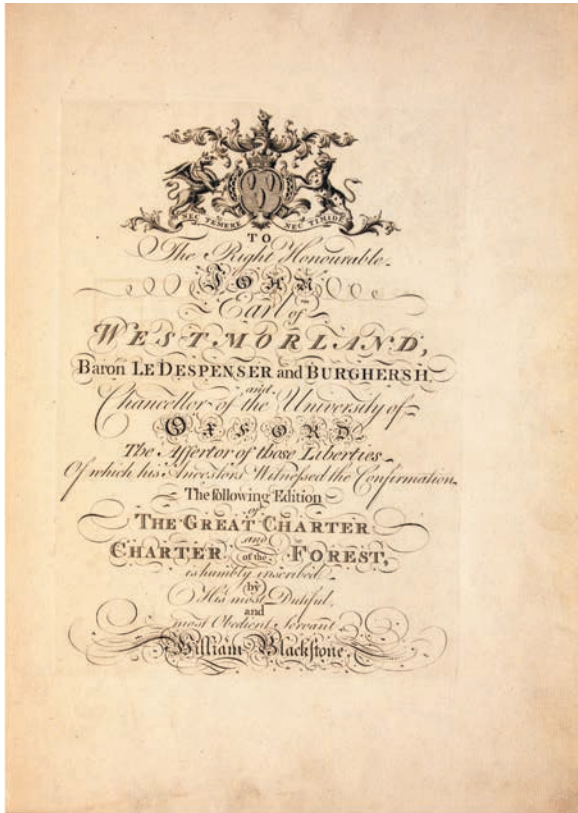 NEC TEMERE NEC TIMIDE
TO
The Right Honourable
JOHN
Earl of
WESTMORLAND,
Baron LE DESPENSER and BURGHERSH
and
Chancellor of the University of
OXFORD
The Aſsertor of those Liberties
Of which his Ancestors Witneſsed the Confirmation,
The following Edition
of
THE GREAT CHARTER
and
CHARTER of the FOREST,
is humbly inscribed
by
His most Dutiful
and
most Obedient Servant
William Blackſtone.